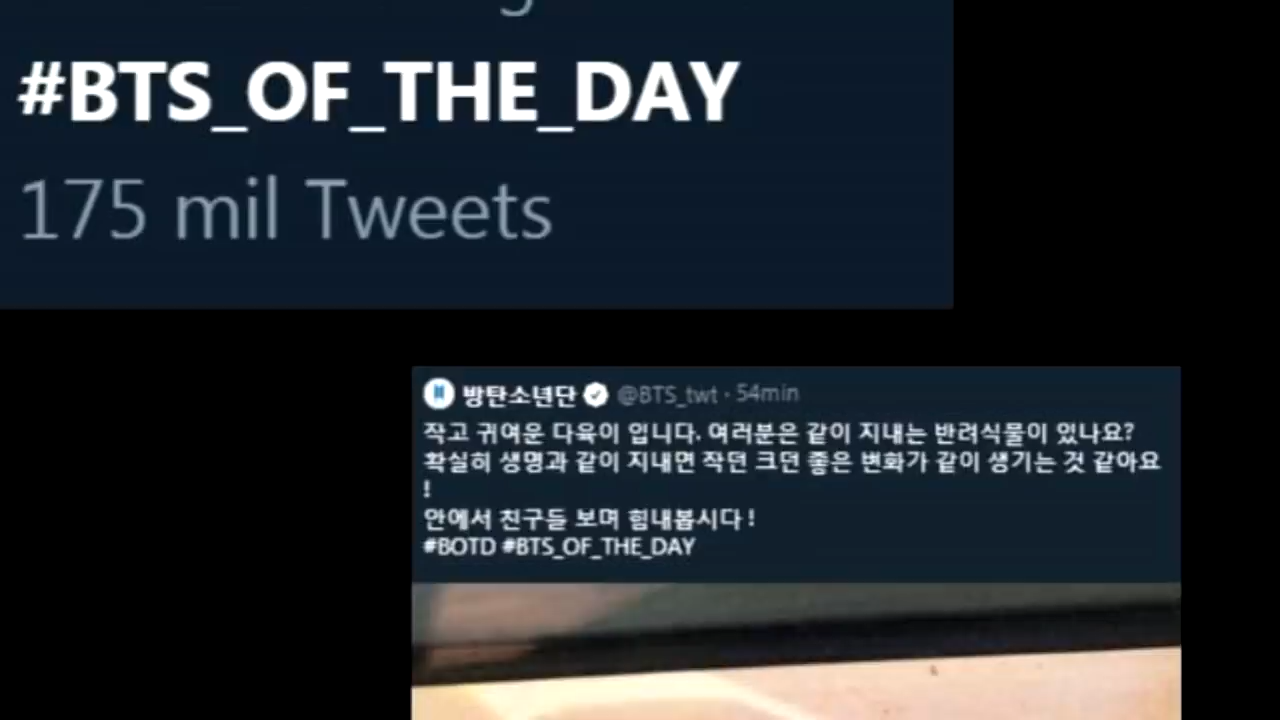 #BTS_OF_THE_DAY
175 mil Tweets
방탄소년단 @BTS_twt · 54min
작고 귀여운 다육이 입니다. 여러분은 같이 지내는 반려식물이 있나요?
확실히 생명과 같이 지내면 작던 크던 좋은 변화가 같이 생기는 것 같아요
!
안에서 친구들 보며 힘내봅시다 !
#BOTD #BTS_OF_THE_DAY